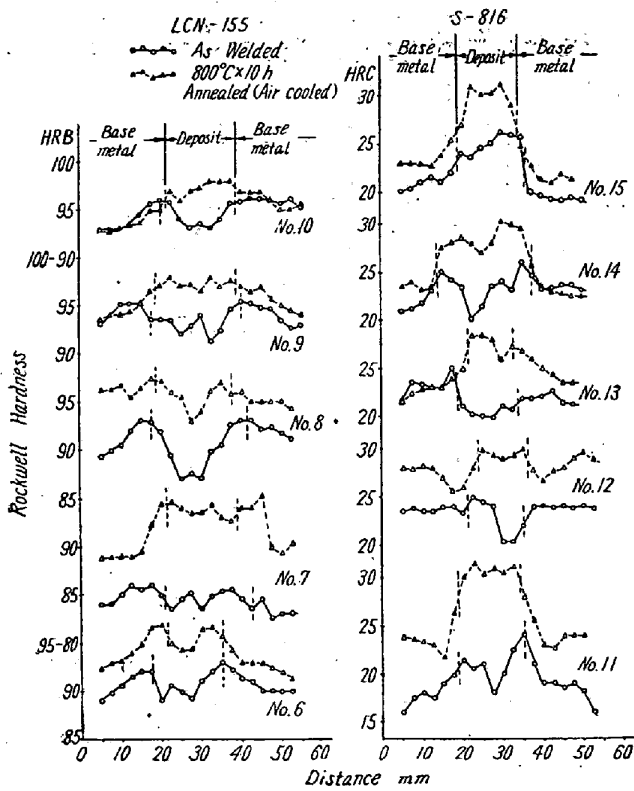 LCN-155
As Welded
800°C×10h
Annealed (Air cooled)
HRB
Base metal
Deposit
Base metal
100
95
100-90
95
90
95
90
85
90
85
95-80
90
85
No.10
No.9
No.8
No.7
No.6
0 10 20 30 40 50 60
S-816
HRC
Base metal
Deposit
Base metal
30
25
20
30
25
20
25
20
30
25
20
30
25
20
15
No.15
No.14
No.13
No.12
No.11
0 10 20 30 40 50 60
Rockwell Hardness
Distance mm